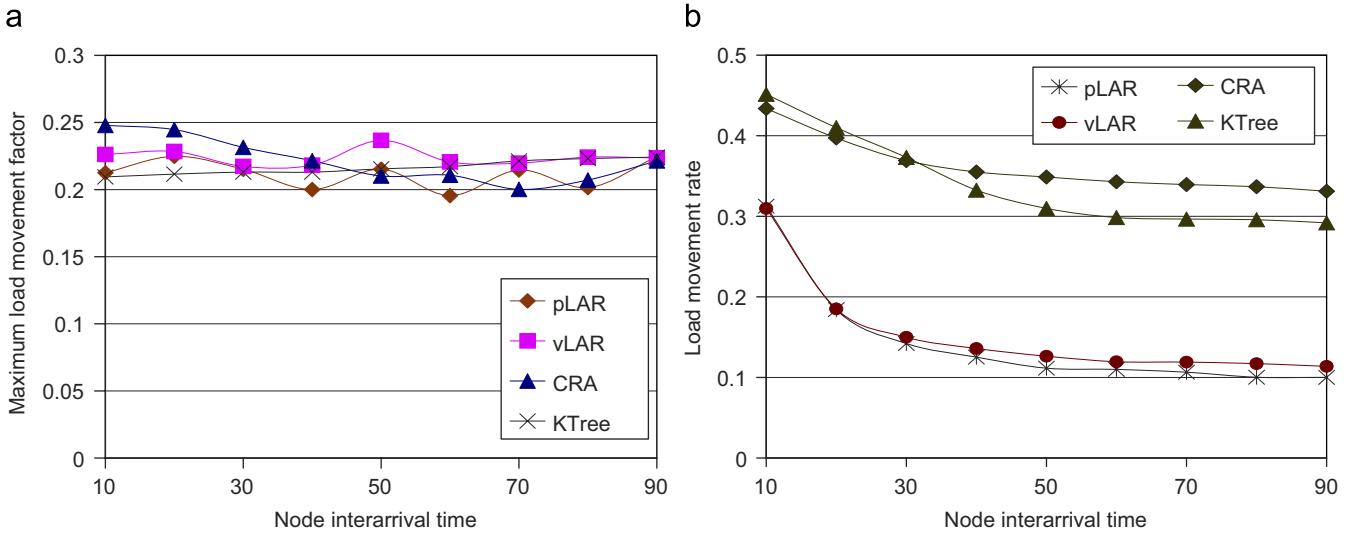 a
0.3
0.25
0.2
0.15
0.1
0.05
0
10
30
50
70
90
Maximum load movement factor
Node interarrival time
pLAR
vLAR
CRA
KTree
b
0.5
0.4
0.3
0.2
0.1
0
10
30
50
70
90
Load movement rate
Node interarrival time
pLAR
CRA
vLAR
KTree